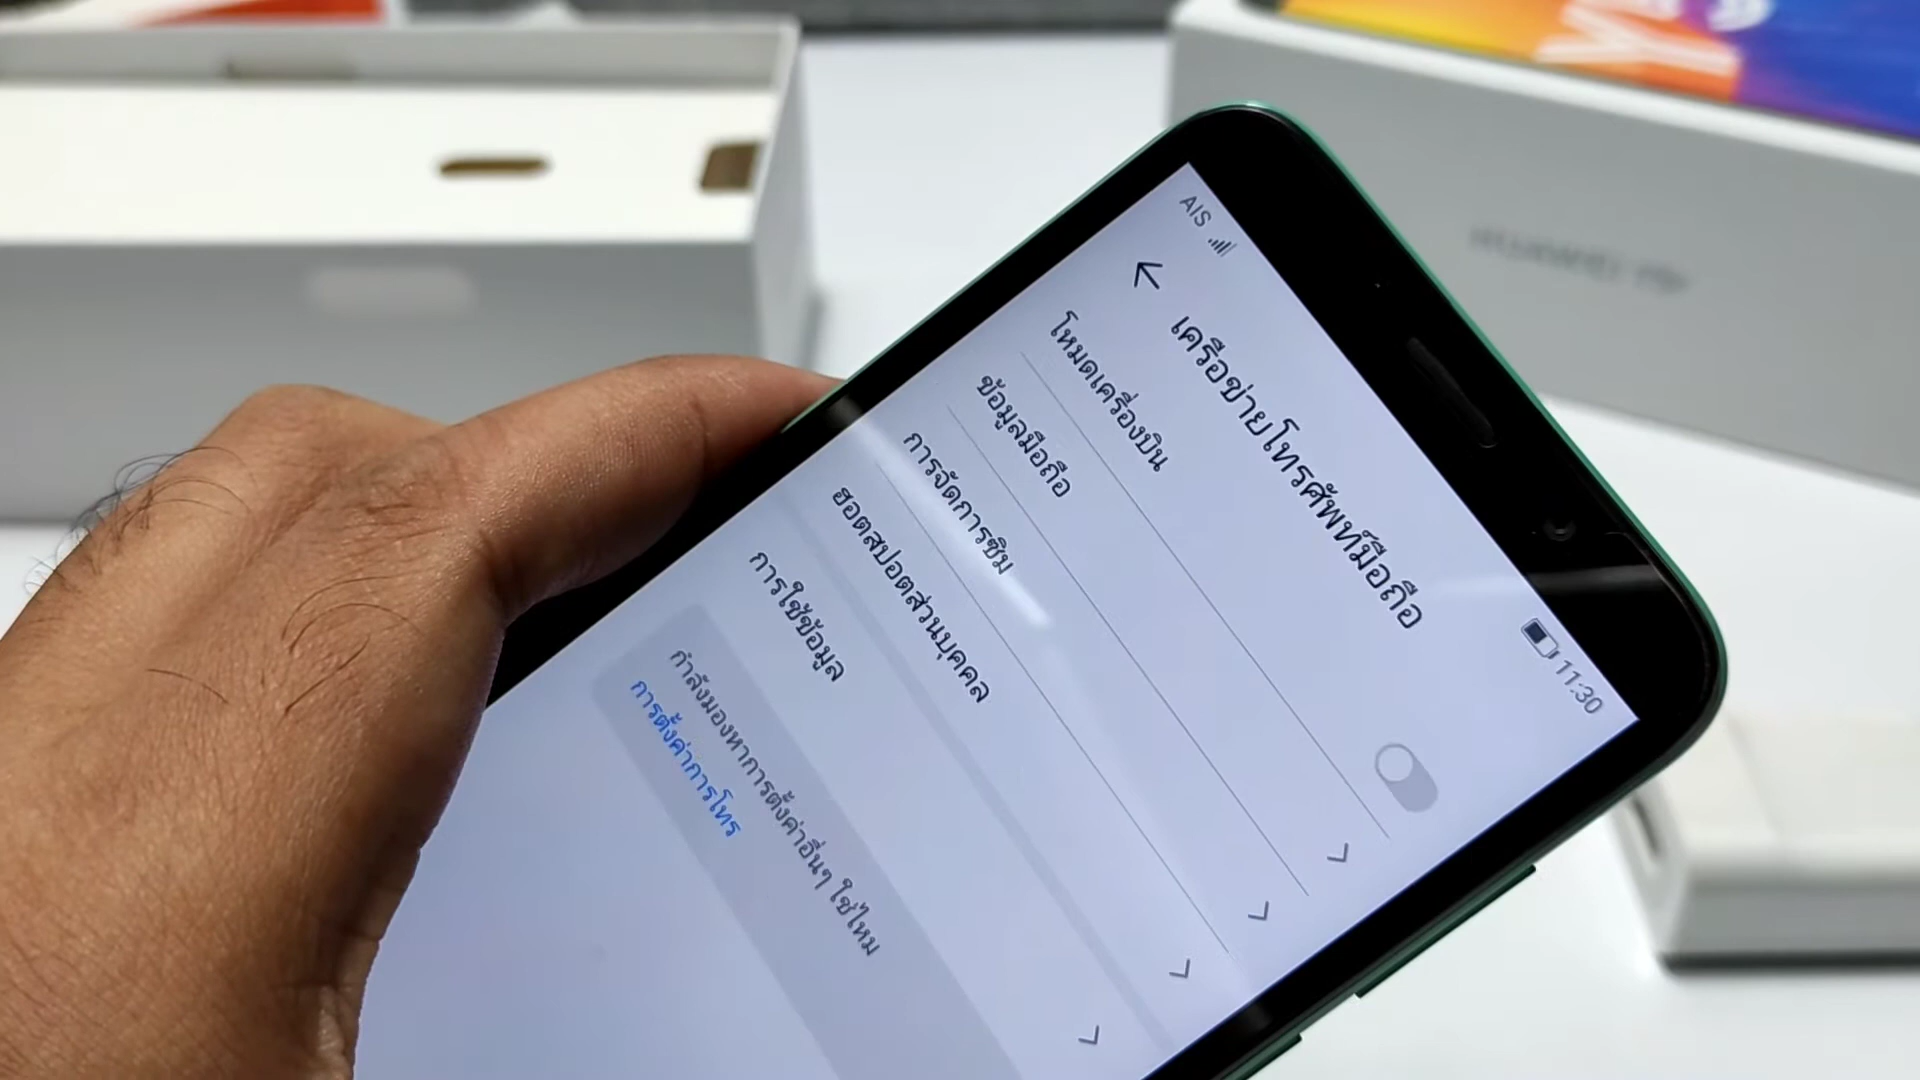 AIS
11:30
เครือข่ายโทรศัพท์มือถือ
โหมดเครื่องบิน
ข้อมูลมือถือ
การจัดการซิม
ฮอตสปอตส่วนบุคคล
การใช้ข้อมูล
กำลังมองหาการตั้งค่าอื่นๆ ใช่ไหม
การตั้งค่าการโทร
HUAWEI